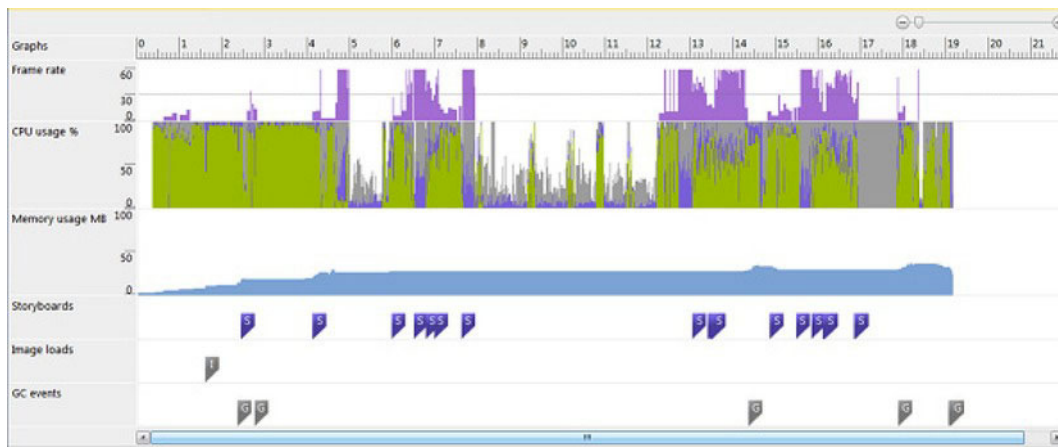 Graphs 0 1 2 3 4 5 6 7 8 9 10 11 12 13 14 15 16 17 18 19 20 21
Frame rate 60
30
0
CPU usage % 100
50
0
Memory usage MB 100
50
0
Storyboards
S S S S S S S S S S S S S S
Image loads
I
GC events
G G G G G